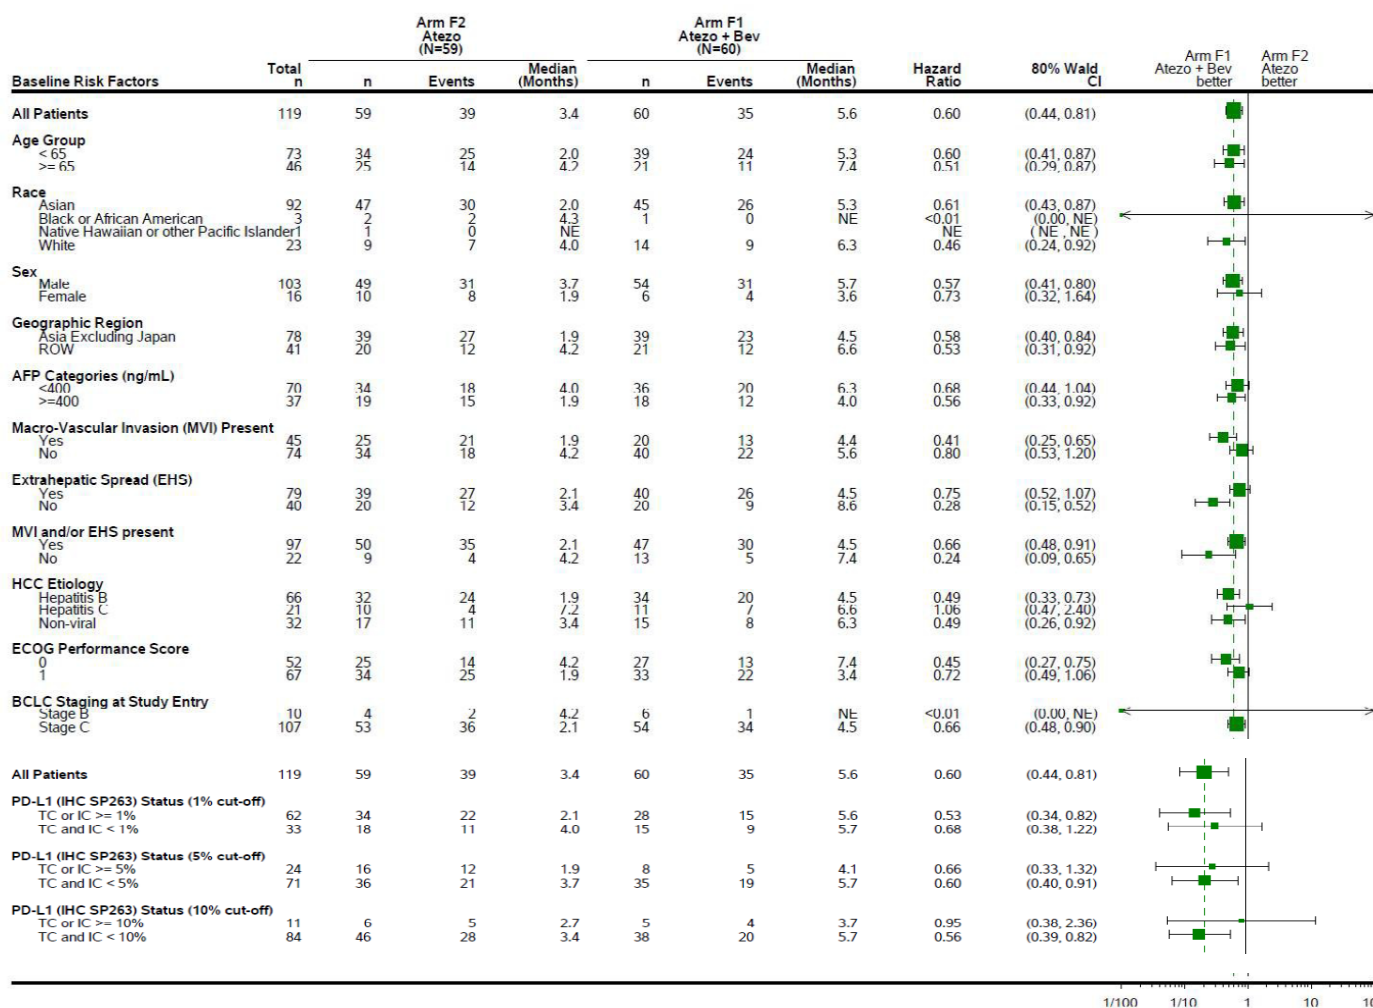 Arm F2 Atezo (N=59) Arm F1 Atezo + Bev (N=60)
Baseline Risk Factors Total n n Events Median (Months) n Events Median (Months) Hazard Ratio 80% Wald CI Arm F1 Atezo + Bev better Arm F2 Atezo better
All Patients 119 59 39 3.4 60 35 5.6 0.60 (0.44, 0.81)
Age Group
< 65 73 34 25 2.0 39 24 5.3 0.60 (0.41, 0.87)
>= 65 46 25 14 4.2 21 11 7.4 0.51 (0.29, 0.87)
Race
Asian 92 47 30 2.0 45 26 5.3 0.61 (0.43, 0.87)
Black or African American 3 2 2 4.3 1 0 NE <0.01 (0.00, NE)
Native Hawaiian or other Pacific Islander 1 1 0 NE NE ( NE , NE )
White 23 9 7 4.0 14 9 6.3 0.46 (0.24, 0.92)
Sex
Male 103 49 31 3.7 54 31 5.7 0.57 (0.41, 0.80)
Female 16 10 8 1.9 6 4 3.6 0.73 (0.32, 1.64)
Geographic Region
Asia Excluding Japan 78 39 27 1.9 39 23 4.5 0.58 (0.40, 0.84)
ROW 41 20 12 4.2 21 12 6.6 0.53 (0.31, 0.92)
AFP Categories (ng/mL)
<400 70 34 18 4.0 36 20 6.3 0.68 (0.44, 1.04)
>=400 37 19 15 1.9 18 12 4.0 0.56 (0.33, 0.92)
Macro-Vascular Invasion (MVI) Present
Yes 45 25 21 1.9 20 13 4.4 0.41 (0.25, 0.65)
No 74 34 18 4.2 40 22 5.6 0.80 (0.53, 1.20)
Extrahepatic Spread (EHS)
Yes 79 39 27 2.1 40 26 4.5 0.75 (0.52, 1.07)
No 40 20 12 3.4 20 9 8.6 0.28 (0.15, 0.52)
MVI and/or EHS present
Yes 97 50 35 2.1 47 30 4.5 0.66 (0.48, 0.91)
No 22 9 4 4.2 13 5 7.4 0.24 (0.09, 0.65)
HCC Etiology
Hepatitis B 66 32 24 1.9 34 20 4.5 0.49 (0.33, 0.73)
Hepatitis C 21 10 4 7.2 11 7 6.6 1.06 (0.47, 2.40)
Non-viral 32 17 11 3.4 15 8 6.3 0.49 (0.26, 0.92)
ECOG Performance Score
0 52 25 14 4.2 27 13 7.4 0.45 (0.27, 0.75)
1 67 34 25 1.9 33 22 3.4 0.72 (0.49, 1.06)
BCLC Staging at Study Entry
Stage B 10 4 2 4.2 6 1 NE <0.01 (0.00, NE)
Stage C 107 53 36 2.1 54 34 4.5 0.66 (0.48, 0.90)
All Patients 119 59 39 3.4 60 35 5.6 0.60 (0.44, 0.81)
PD-L1 (IHC SP263) Status (1% cut-off)
TC or IC >= 1% 62 34 22 2.1 28 15 5.6 0.53 (0.34, 0.82)
TC and IC < 1% 33 18 11 4.0 15 9 5.7 0.68 (0.38, 1.22)
PD-L1 (IHC SP263) Status (5% cut-off)
TC or IC >= 5% 24 16 12 1.9 8 5 4.1 0.66 (0.33, 1.32)
TC and IC < 5% 71 36 21 3.7 35 19 5.7 0.60 (0.40, 0.91)
PD-L1 (IHC SP263) Status (10% cut-off)
TC or IC >= 10% 11 6 5 2.7 5 4 3.7 0.95 (0.38, 2.36)
TC and IC < 10% 84 46 28 3.4 38 20 5.7 0.56 (0.39, 0.82)
1/100 1/10 1 10